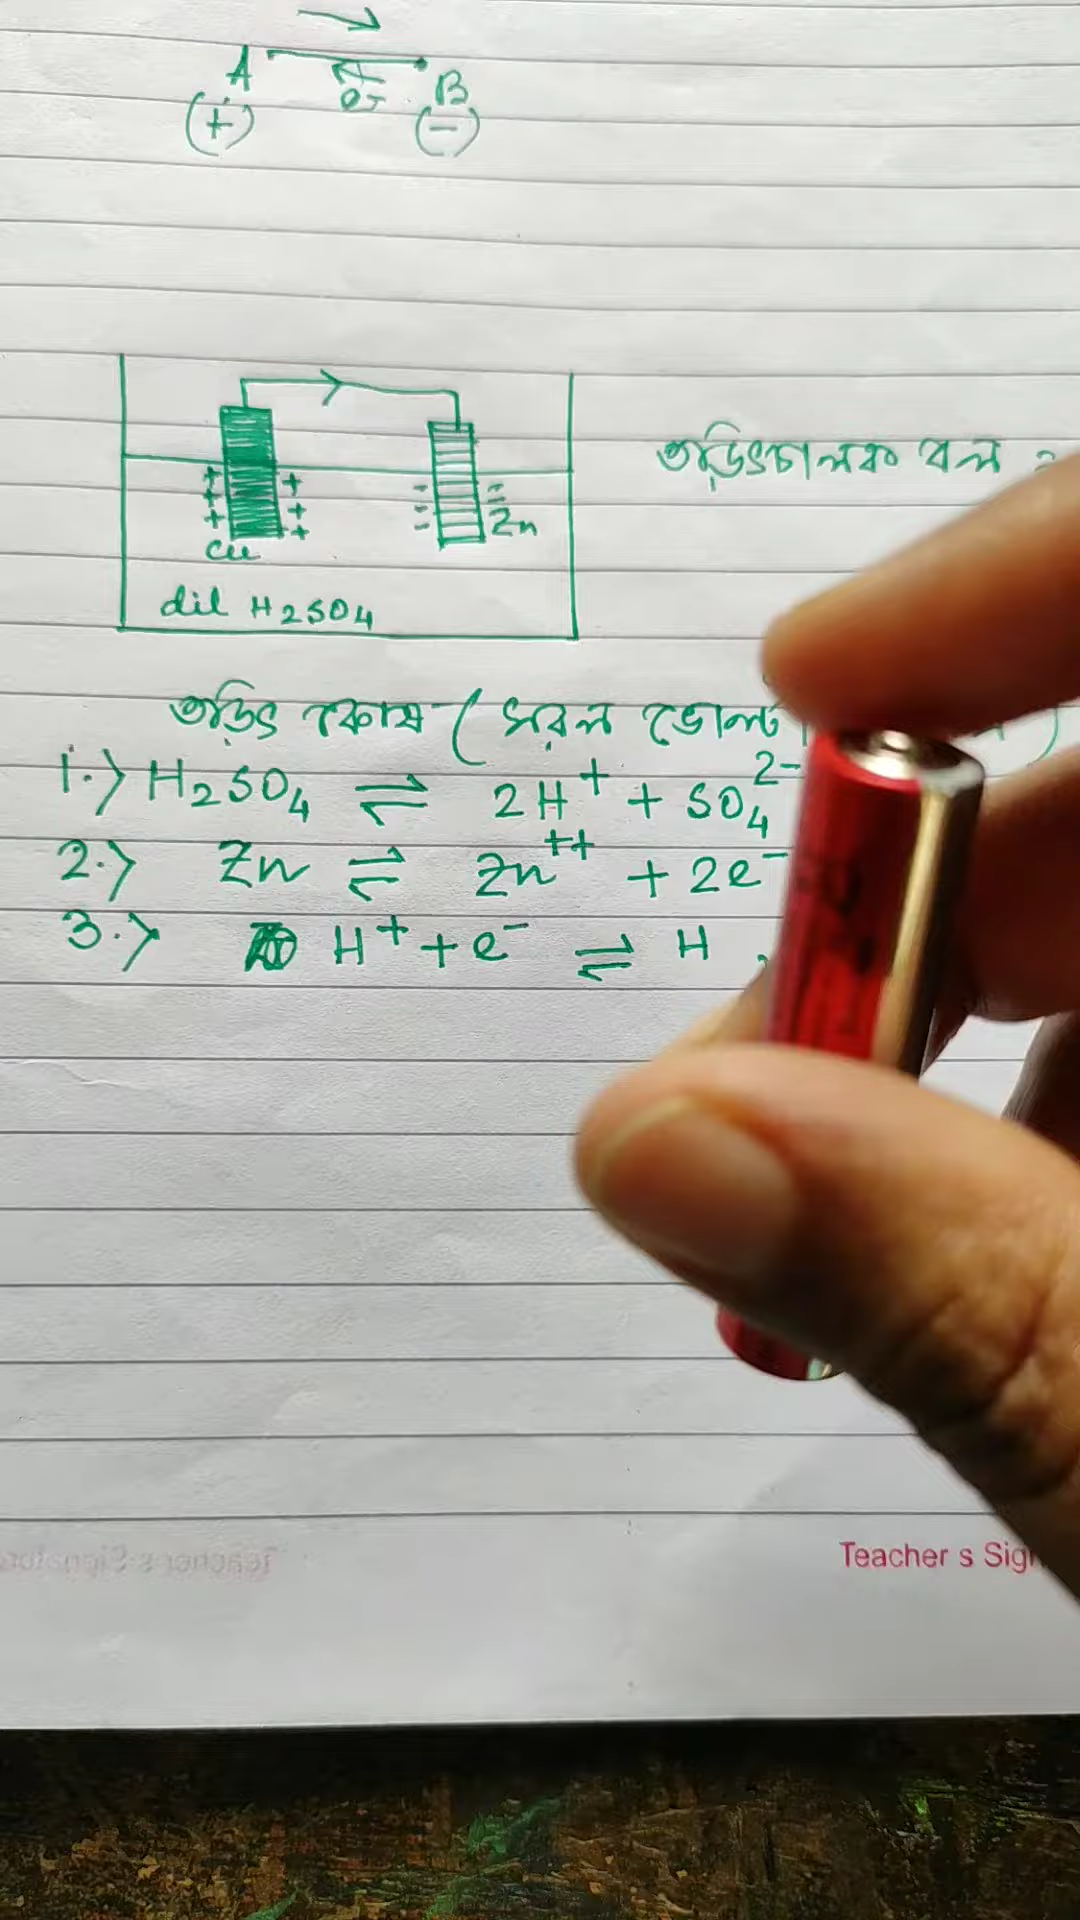 A B
e-
(+) (-)
তড়িৎচালক বল
+ + - =
+ + - =
+ + - Zn
Cu +
dil H2SO4
তড়িৎ কোষ (সরল
1.> H₂SO₄ ⇌ 2H⁺ + SO₄²⁻
2.> Zn ⇌ Zn⁺⁺ + 2e⁻
3.> H⁺ + e⁻ ⇌ H
Teacher s